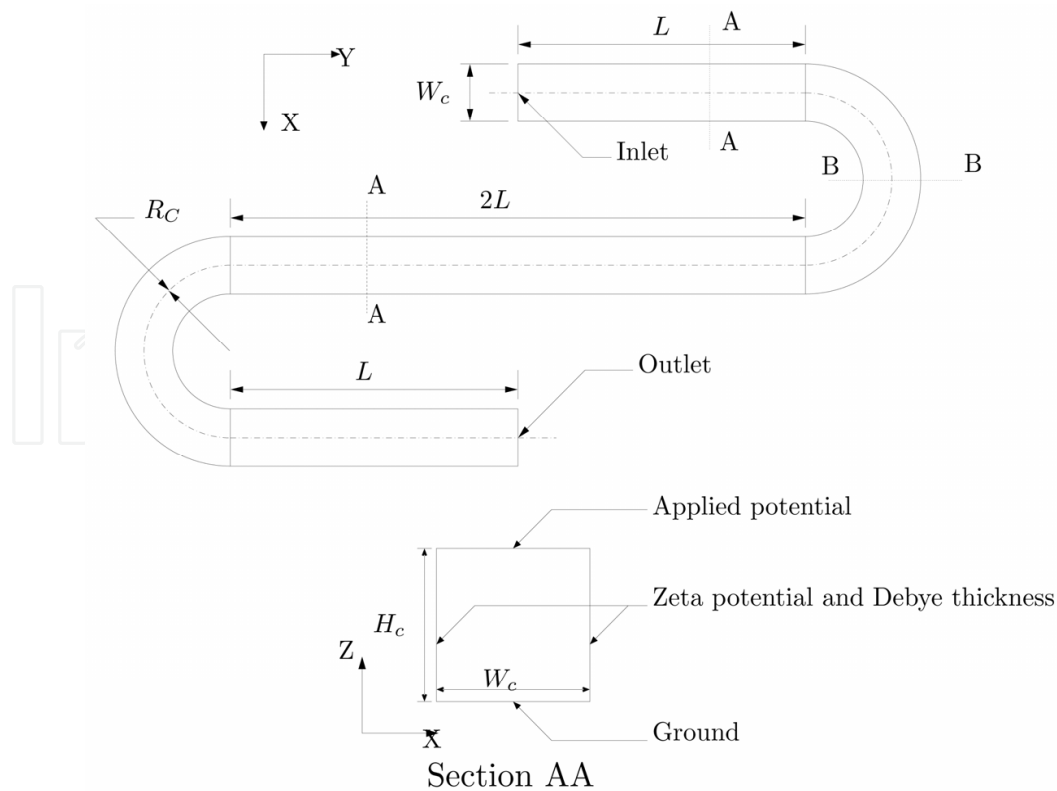 A
L
Y
W_c
X
A
Inlet
B
B
A
2L
R_C
A
L
Outlet
Applied potential
Zeta potential and Debye thickness
H_c
Z
W_c
Ground
X
Section AA